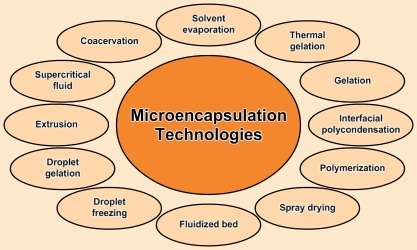 Solvent
evaporation
Coacervation
Thermal
gelation
Supercritical
fluid
Gelation
Microencapsulation
Technologies
Extrusion
Interfacial
polycondensation
Droplet
gelation
Polymerization
Droplet
freezing
Spray drying
Fluidized bed